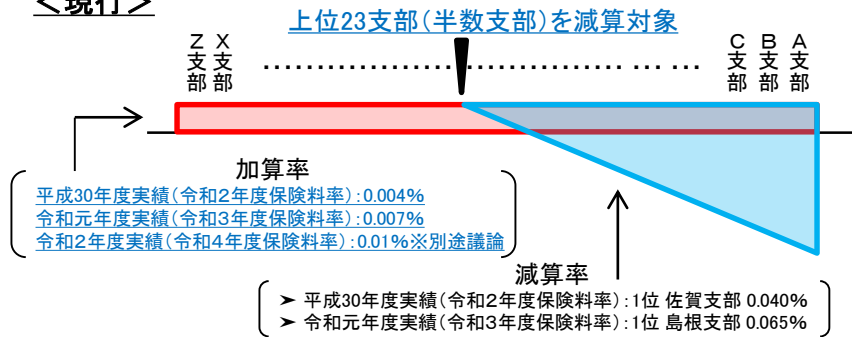 ＜現行＞
上位23支部(半数支部)を減算対象
Z支部
X支部
C支部
B支部
A支部
加算率
平成30年度実績(令和２年度保険料率):0.004%
令和元年度実績(令和３年度保険料率):0.007%
令和２年度実績(令和４年度保険料率):0.01%※別途議論
減算率
➤ 平成30年度実績(令和２年度保険料率):1位 佐賀支部 0.040%
➤ 令和元年度実績(令和３年度保険料率):1位 島根支部 0.065%